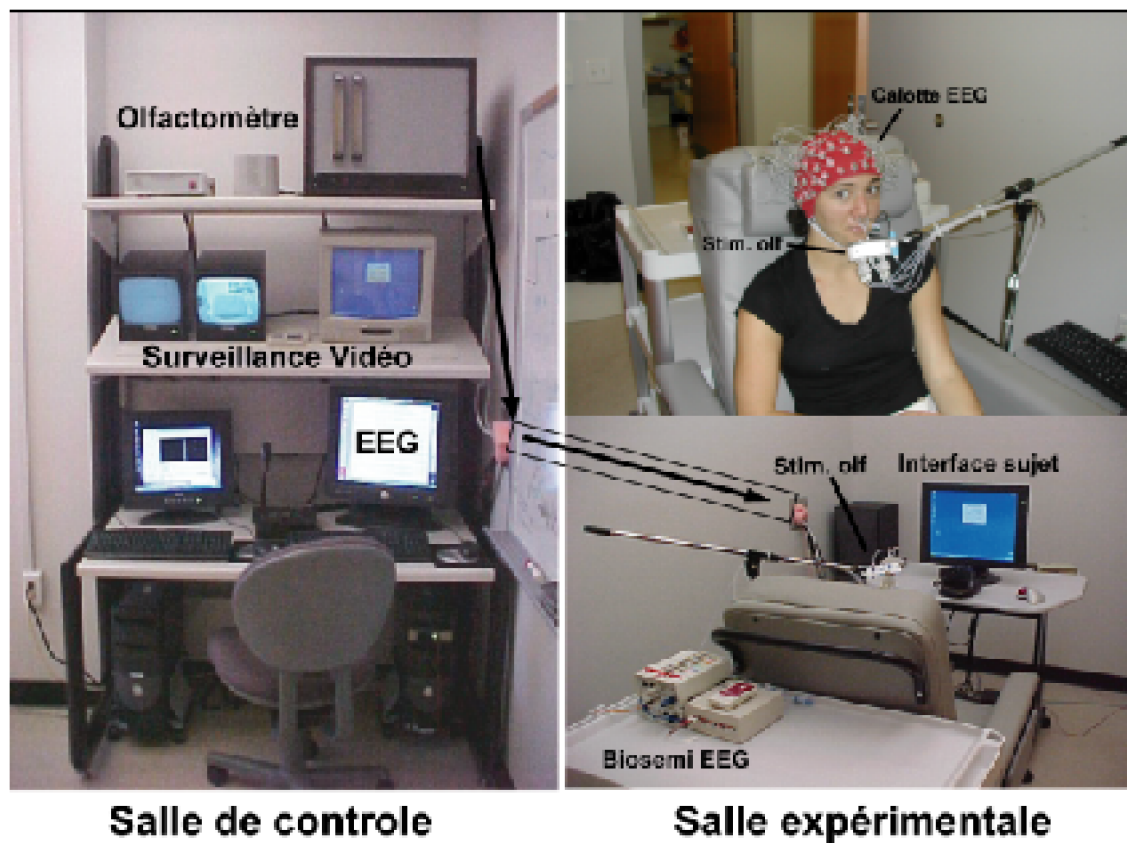 Olfactomètre
Surveillance Vidéo
EEG
Calotte EEG
Stim. olf
Stim. olf
Interface sujet
Biosemi EEG
Salle de controle
Salle expérimentale